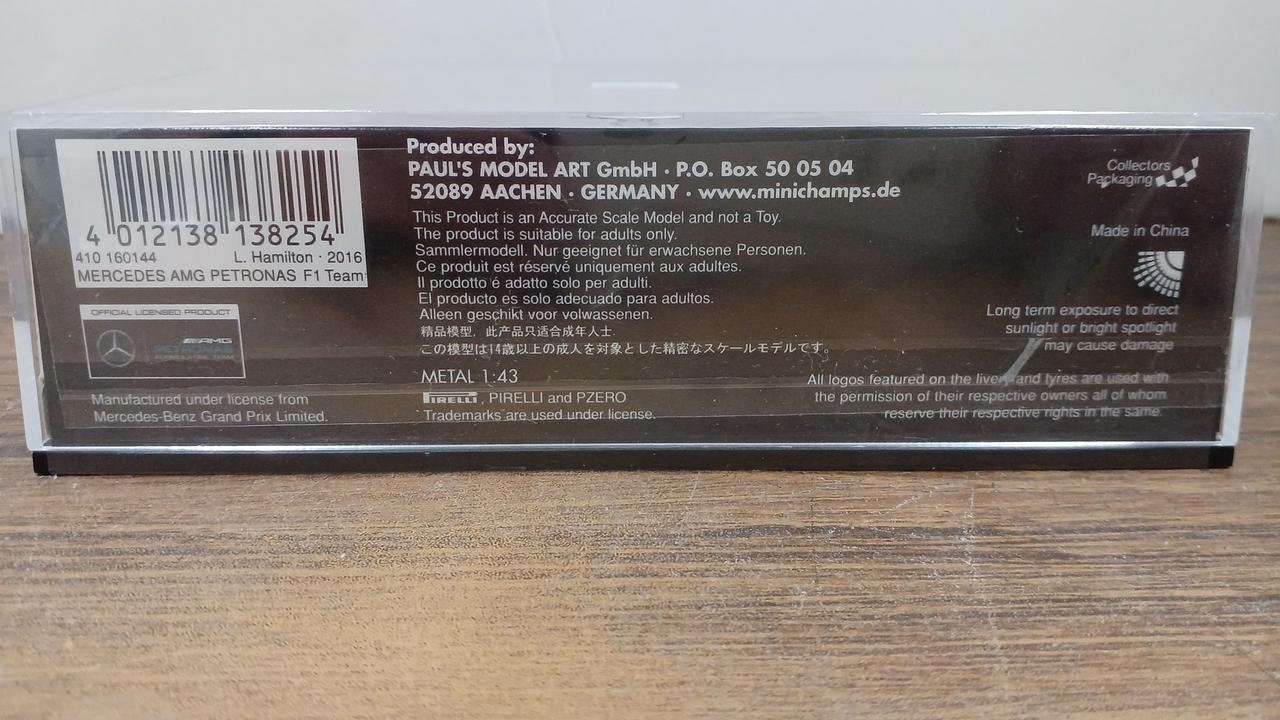 4 012138 138254
410 160144 L. Hamilton · 2016
MERCEDES AMG PETRONAS F1 Team
OFFICIAL LICENSED PRODUCT
AMG
PETRONAS
Manufactured under license from
Mercedes-Benz Grand Prix Limited.
Produced by:
PAUL'S MODEL ART GmbH · P.O. Box 50 05 04
52089 AACHEN · GERMANY · www.minichamps.de
This Product is an Accurate Scale Model and not a Toy.
The product is suitable for adults only.
Sammlermodell. Nur geeignet für erwachsene Personen.
Ce produit est réservé uniquement aux adultes.
Il prodotto é adatto solo per adulti.
El producto es solo adecuado para adultos.
Alleen geschikt voor volwassenen.
精品模型, 此产品只适合成年人士.
この模型は14歳以上の成人を対象とした精密なスケールモデルです。
METAL 1:43
PIRELLI, PIRELLI and PZERO
Trademarks are used under license.
Collectors
Packaging
Made in China
Long term exposure to direct
sunlight or bright spotlight
may cause damage
All logos featured on the livery and tyres are used with
the permission of their respective owners all of whom
reserve their respective rights in the same.